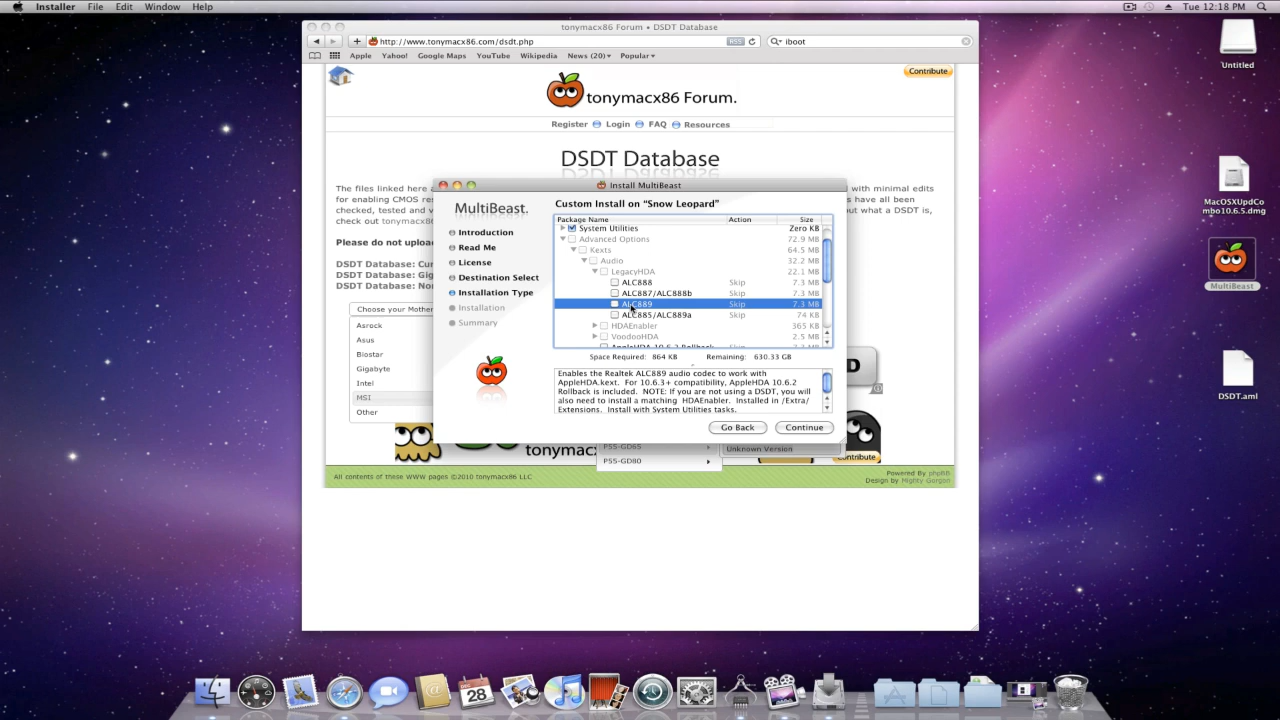 Installer File Edit Window Help Tue 12:18 PM
tonymacx86 Forum • DSDT Database
http://www.tonymacx86.com/dsdt.php RSS iboot
Apple Yahoo! Google Maps YouTube Wikipedia News (20) Popular
Contribute
tonymacx86 Forum.
Register Login FAQ Resources
DSDT Database
The files linked here with minimal edits
for enabling CMOS have all been
checked, tested and out what a DSDT is,
check out tonymacx86
Please do not
DSDT Database:
DSDT Database:
DSDT Database:
Choose your
Asrock
Asus
Biostar
Gigabyte
Intel
MSI
Other
Install MultiBeast
MultiBeast.
Introduction
Read Me
License
Destination Select
Installation Type
Installation
Summary
Custom Install on “Snow Leopard”
Package Name Action Size
System Utilities Zero KB
Advanced Options 72.9 MB
Kexts 64.5 MB
Audio 32.2 MB
LegacyHDA 22.1 MB
ALC888 Skip 7.3 MB
ALC887/ALC888b Skip 7.3 MB
ALC889 Skip 7.3 MB
ALC885/ALC889a Skip 74 KB
HDAEnabler 365 KB
VoodooHDA 2.5 MB
AppleHDA 10.6.2 Rollback Skip
Space Required: 864 KB Remaining: 630.33 GB
Enables the Realtek ALC889 audio codec to work with
AppleHDA.kext. For 10.6.3+ compatibility, AppleHDA 10.6.2
Rollback is included. NOTE: If you are not using a DSDT, you will
also need to install a matching HDAEnabler. Installed in /Extra/
Extensions. Install with System Utilities tasks.
Go Back Continue
P55-GD65
Unknown Version
P55-GD80
tonymac
Contribute
All contents of these WWW pages ©2010 tonymacx86 LLC
Powered By phpBB
Design by Mighty Gorgon
Untitled
MacOSXUpdCo
mbo10.6.5.dmg
MultiBeast
DSDT.aml
28